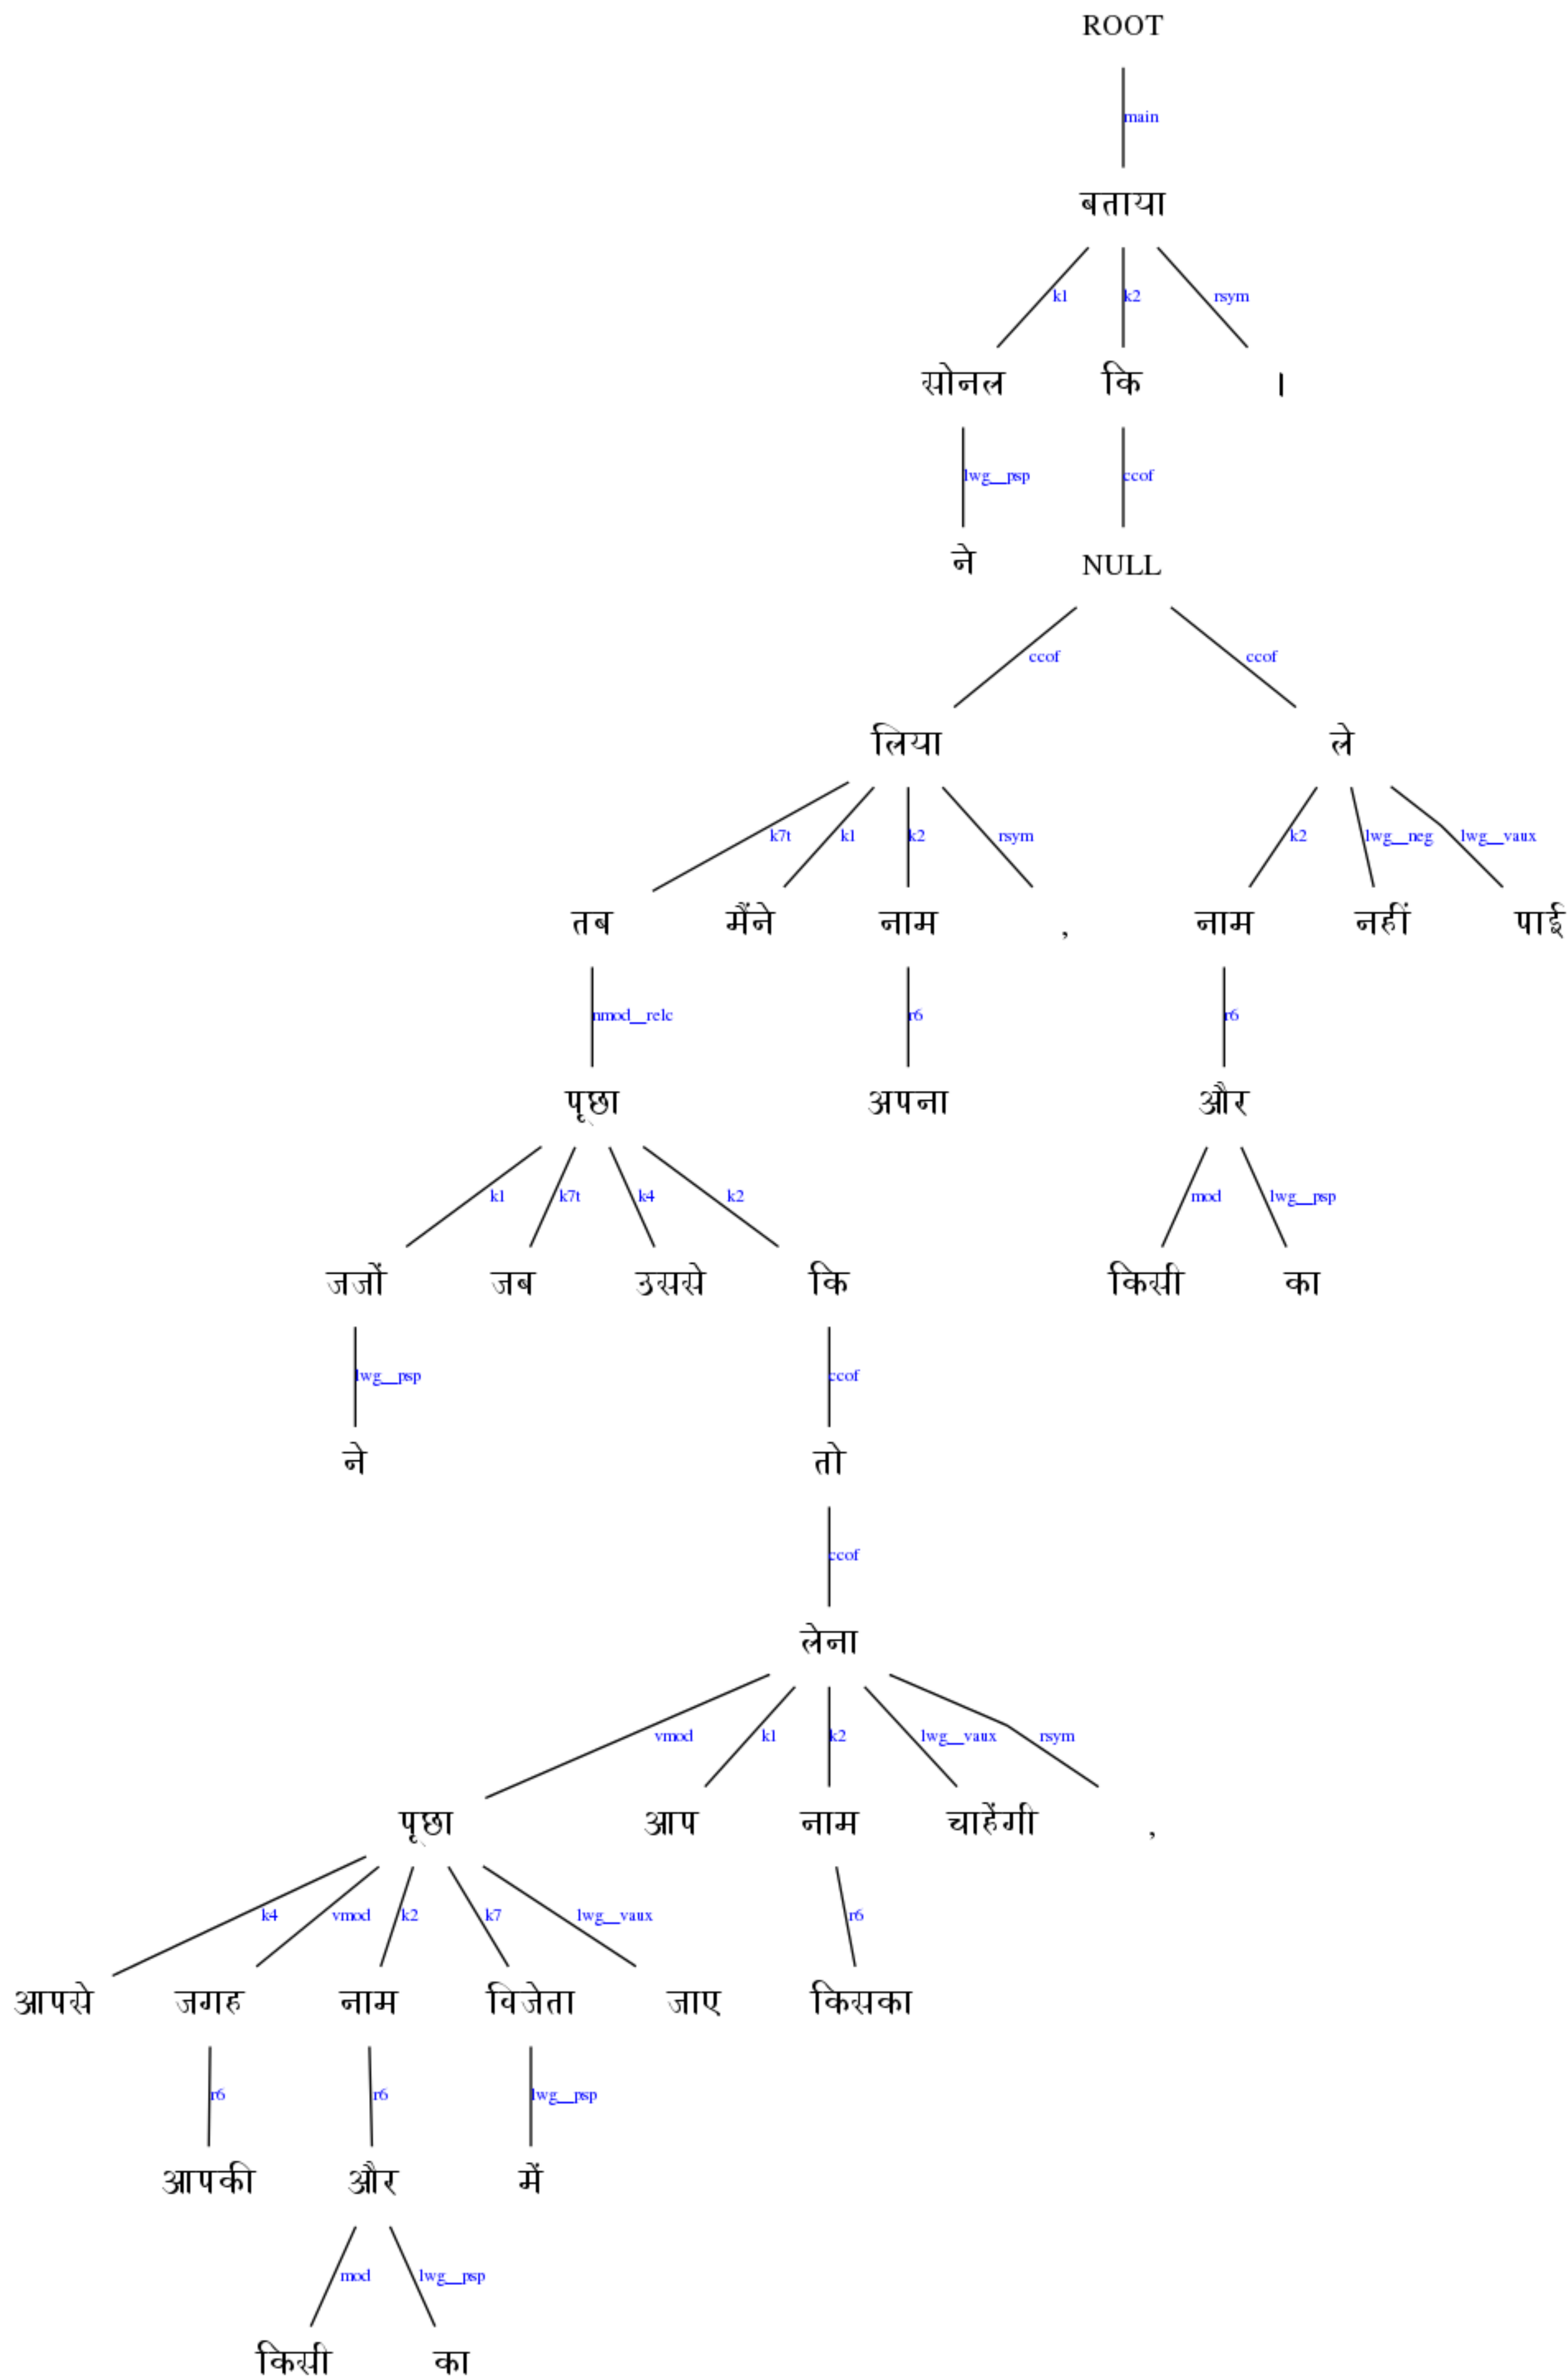 ROOT
main
बताया
k1 k2 rsym
सोनल कि ।
lwg__psp ccof
ने NULL
ccof ccof
लिया ले
k7t k1 k2 rsym k2 lwg__neg lwg__vaux
तब मैंने नाम , नाम नहीं पाई
nmod__relc r6 r6
पूछा अपना और
k1 k7t k4 k2 mod lwg__psp
जजों जब उससे कि किसी का
lwg__psp ccof
ने तो
ccof
लेना
vmod k1 k2 lwg__vaux rsym
पूछा आप नाम चाहेंगी ,
k4 vmod k2 k7 lwg__vaux r6
आपसे जगह नाम विजेता जाए किसका
r6 r6 lwg__psp
आपकी और में
mod lwg__psp
किसी का